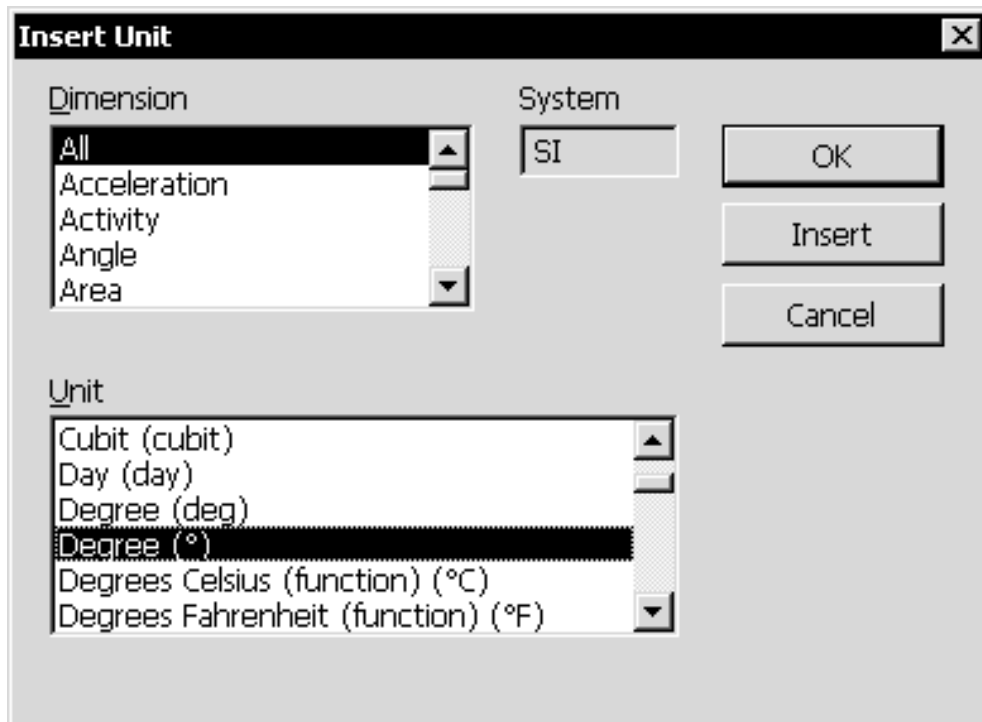 Insert Unit
Dimension
All
Acceleration
Activity
Angle
Area
System
SI
OK
Insert
Cancel
Unit
Cubit (cubit)
Day (day)
Degree (deg)
Degree (°)
Degrees Celsius (function) (°C)
Degrees Fahrenheit (function) (°F)